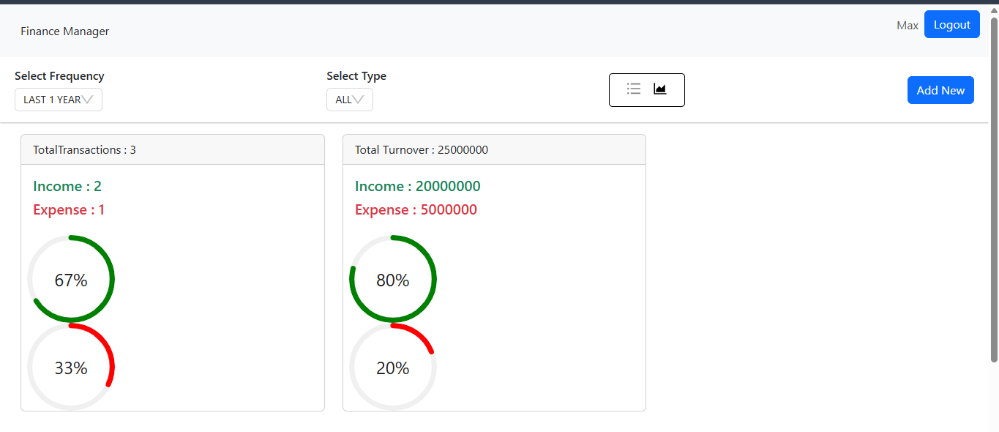 Finance Manager
Max
Logout
Select Frequency
LAST 1 YEAR
Select Type
ALL
Add New
TotalTransactions : 3
Income : 2
Expense : 1
67%
33%
Total Turnover : 25000000
Income : 20000000
Expense : 5000000
80%
20%